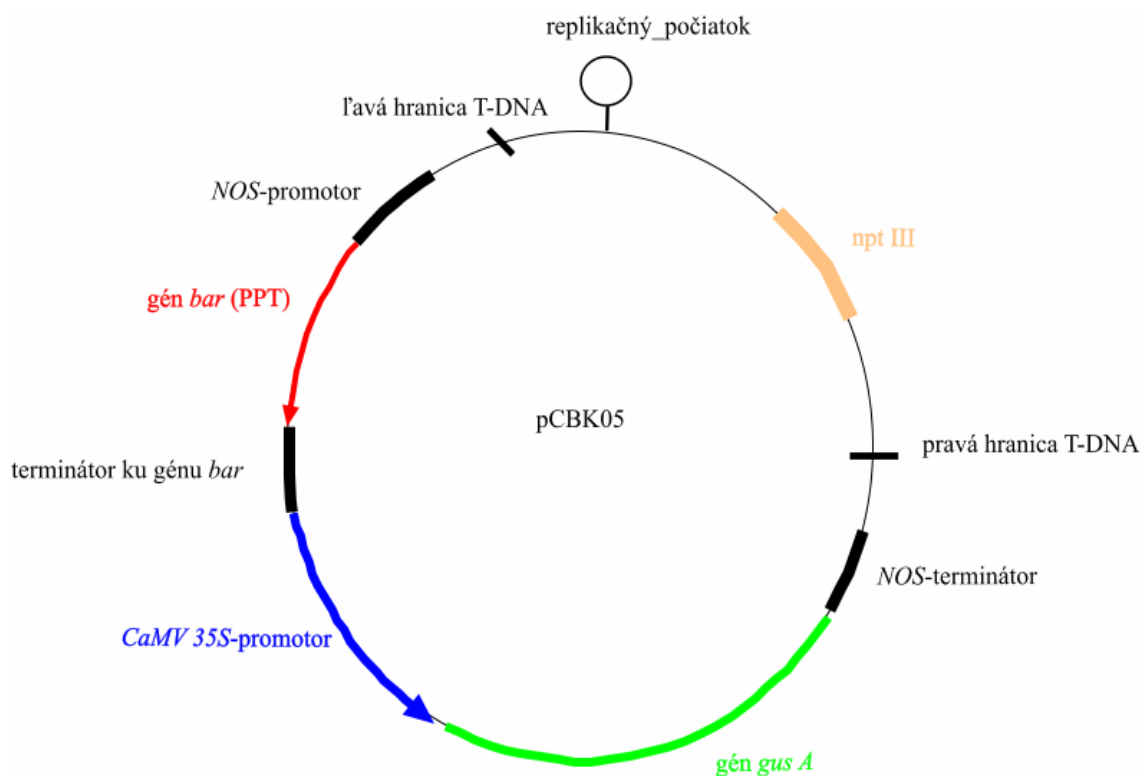 replikačný_počiatok
ľavá hranica T-DNA
NOS-promotor
npt III
gén bar (PPT)
pCBK05
pravá hranica T-DNA
terminátor ku génu bar
NOS-terminátor
CaMV 35S-promotor
gén gus A